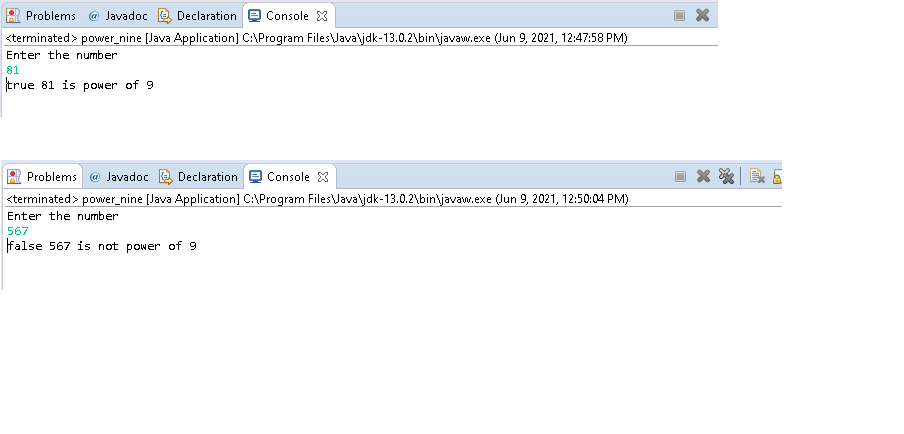 Problems @ Javadoc Declaration Console
<terminated> power_nine [Java Application] C:\Program Files\Java\jdk-13.0.2\bin\javaw.exe (Jun 9, 2021, 12:47:58 PM)
Enter the number
81
true 81 is power of 9
Problems @ Javadoc Declaration Console
<terminated> power_nine [Java Application] C:\Program Files\Java\jdk-13.0.2\bin\javaw.exe (Jun 9, 2021, 12:50:04 PM)
Enter the number
567
false 567 is not power of 9